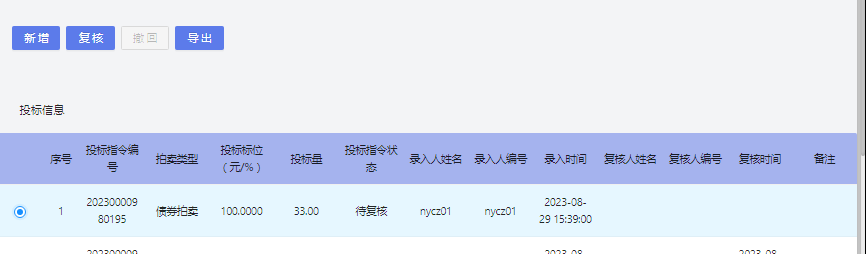 新增 复核 撤回 导出
投标信息
序号 投标指令编号 拍卖类型 投标标位（元/%） 投标量 投标指令状态 录入人姓名 录入人编号 录入时间 复核人姓名 复核人编号 复核时间 备注
1 20230000980195 债券拍卖 100.0000 33.00 待复核 nycz01 nycz01 2023-08-29 15:39:00
202300009 2023-08- 2023-08-